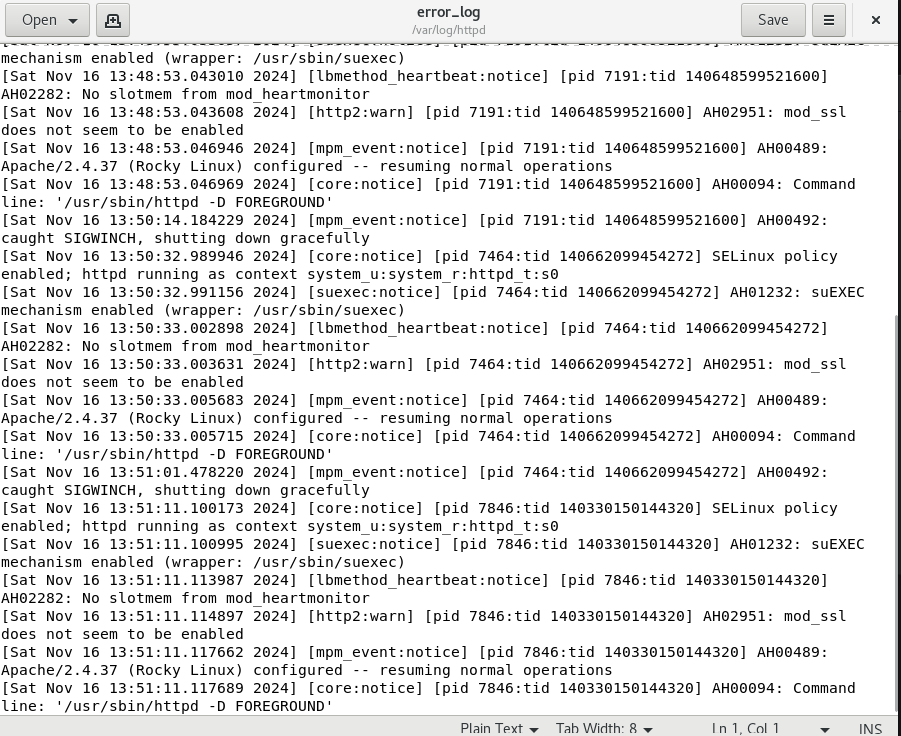 Open
error_log
/var/log/httpd
Save
mechanism enabled (wrapper: /usr/sbin/suexec)
[Sat Nov 16 13:48:53.043010 2024] [lbmethod_heartbeat:notice] [pid 7191:tid 140648599521600]
AH02282: No slotmem from mod_heartmonitor
[Sat Nov 16 13:48:53.043608 2024] [http2:warn] [pid 7191:tid 140648599521600] AH02951: mod_ssl
does not seem to be enabled
[Sat Nov 16 13:48:53.046946 2024] [mpm_event:notice] [pid 7191:tid 140648599521600] AH00489:
Apache/2.4.37 (Rocky Linux) configured -- resuming normal operations
[Sat Nov 16 13:48:53.046969 2024] [core:notice] [pid 7191:tid 140648599521600] AH00094: Command
line: '/usr/sbin/httpd -D FOREGROUND'
[Sat Nov 16 13:50:14.184229 2024] [mpm_event:notice] [pid 7191:tid 140648599521600] AH00492:
caught SIGWINCH, shutting down gracefully
[Sat Nov 16 13:50:32.989946 2024] [core:notice] [pid 7464:tid 140662099454272] SELinux policy
enabled; httpd running as context system_u:system_r:httpd_t:s0
[Sat Nov 16 13:50:32.991156 2024] [suexec:notice] [pid 7464:tid 140662099454272] AH01232: suEXEC
mechanism enabled (wrapper: /usr/sbin/suexec)
[Sat Nov 16 13:50:33.002898 2024] [lbmethod_heartbeat:notice] [pid 7464:tid 140662099454272]
AH02282: No slotmem from mod_heartmonitor
[Sat Nov 16 13:50:33.003631 2024] [http2:warn] [pid 7464:tid 140662099454272] AH02951: mod_ssl
does not seem to be enabled
[Sat Nov 16 13:50:33.005683 2024] [mpm_event:notice] [pid 7464:tid 140662099454272] AH00489:
Apache/2.4.37 (Rocky Linux) configured -- resuming normal operations
[Sat Nov 16 13:50:33.005715 2024] [core:notice] [pid 7464:tid 140662099454272] AH00094: Command
line: '/usr/sbin/httpd -D FOREGROUND'
[Sat Nov 16 13:51:01.478220 2024] [mpm_event:notice] [pid 7464:tid 140662099454272] AH00492:
caught SIGWINCH, shutting down gracefully
[Sat Nov 16 13:51:11.100173 2024] [core:notice] [pid 7846:tid 140330150144320] SELinux policy
enabled; httpd running as context system_u:system_r:httpd_t:s0
[Sat Nov 16 13:51:11.100995 2024] [suexec:notice] [pid 7846:tid 140330150144320] AH01232: suEXEC
mechanism enabled (wrapper: /usr/sbin/suexec)
[Sat Nov 16 13:51:11.113987 2024] [lbmethod_heartbeat:notice] [pid 7846:tid 140330150144320]
AH02282: No slotmem from mod_heartmonitor
[Sat Nov 16 13:51:11.114897 2024] [http2:warn] [pid 7846:tid 140330150144320] AH02951: mod_ssl
does not seem to be enabled
[Sat Nov 16 13:51:11.117662 2024] [mpm_event:notice] [pid 7846:tid 140330150144320] AH00489:
Apache/2.4.37 (Rocky Linux) configured -- resuming normal operations
[Sat Nov 16 13:51:11.117689 2024] [core:notice] [pid 7846:tid 140330150144320] AH00094: Command
line: '/usr/sbin/httpd -D FOREGROUND'
Plain Text Tab Width: 8 Ln 1, Col 1 INS